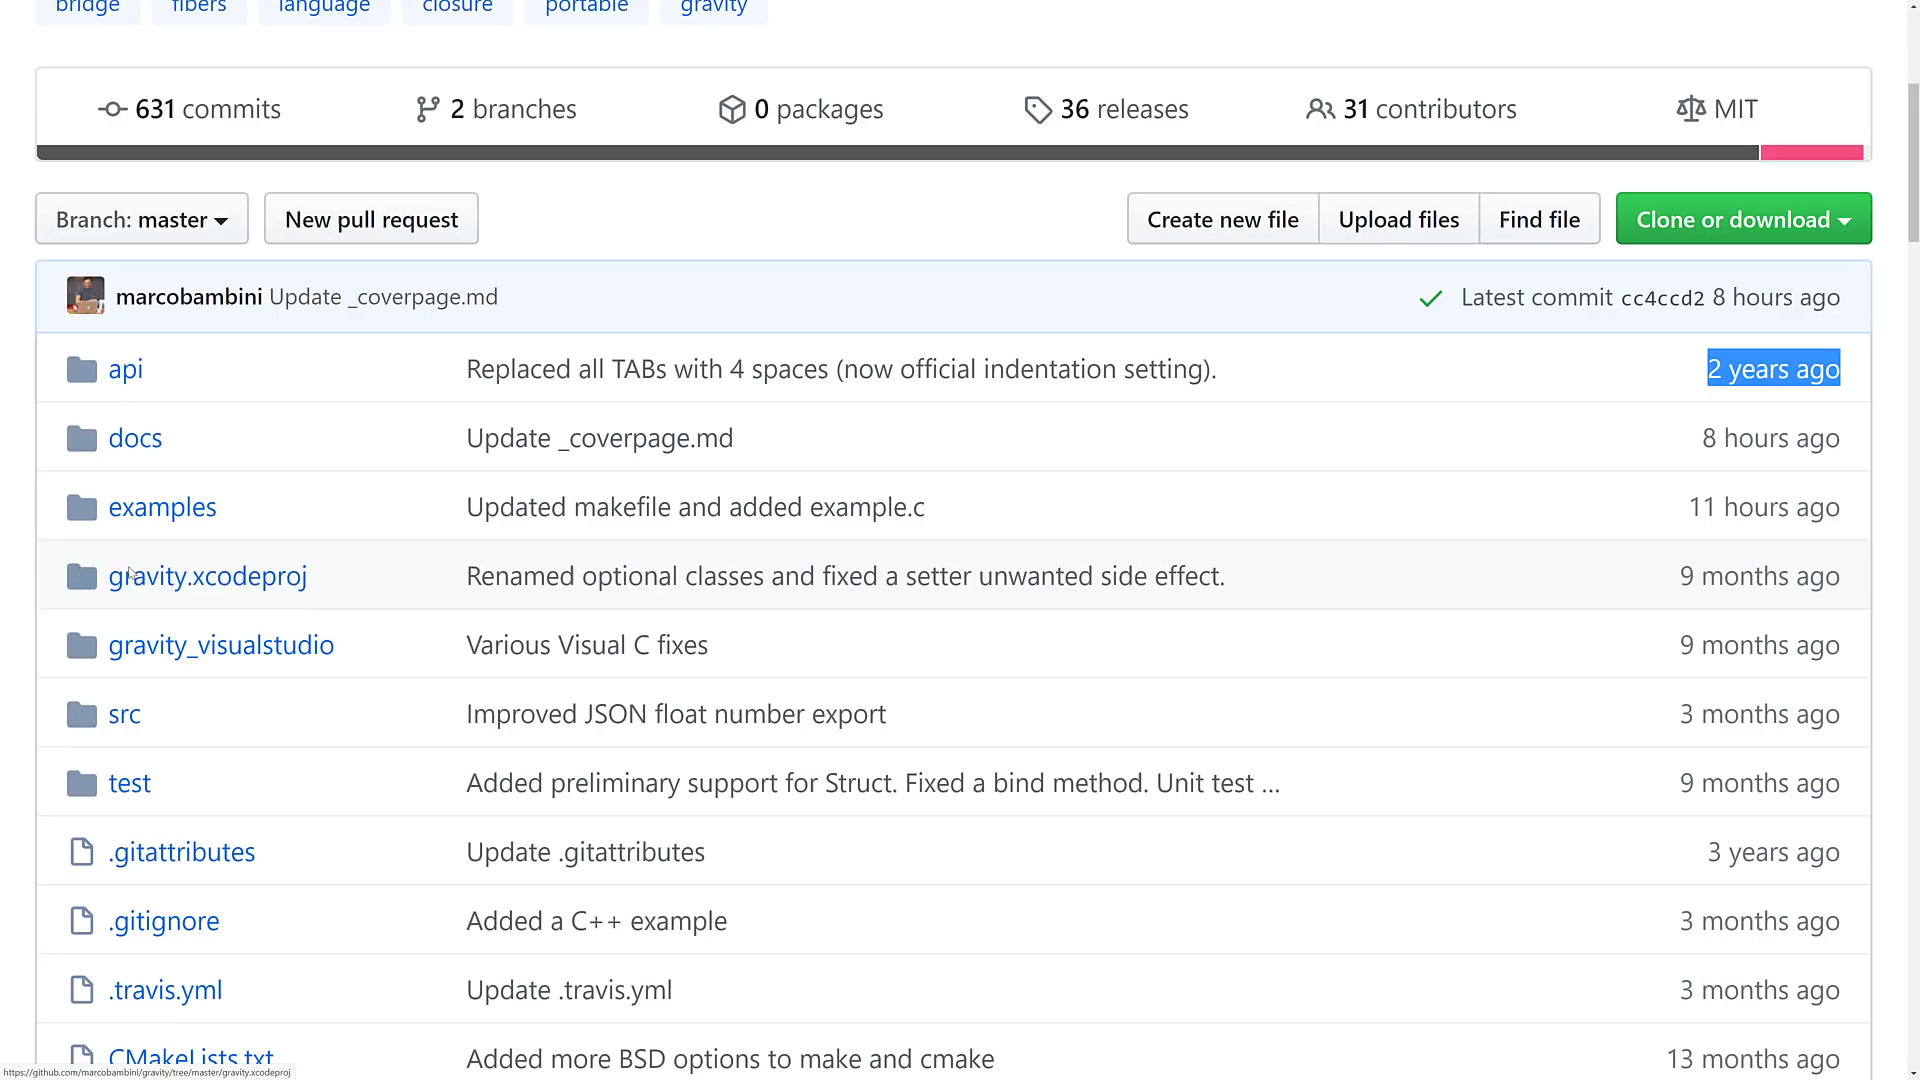 bridge fibers language closure portable gravity
631 commits 2 branches 0 packages 36 releases 31 contributors MIT
Branch: master New pull request Create new file Upload files Find file Clone or download
marcobambini Update _coverpage.md Latest commit cc4ccd2 8 hours ago
api Replaced all TABs with 4 spaces (now official indentation setting). 2 years ago
docs Update _coverpage.md 8 hours ago
examples Updated makefile and added example.c 11 hours ago
gravity.xcodeproj Renamed optional classes and fixed a setter unwanted side effect. 9 months ago
gravity_visualstudio Various Visual C fixes 9 months ago
src Improved JSON float number export 3 months ago
test Added preliminary support for Struct. Fixed a bind method. Unit test ... 9 months ago
.gitattributes Update .gitattributes 3 years ago
.gitignore Added a C++ example 3 months ago
.travis.yml Update .travis.yml 3 months ago
CMakeLists.txt Added more BSD options to make and cmake 13 months ago
https://github.com/marcobambini/gravity/tree/master/gravity.xcodeproj